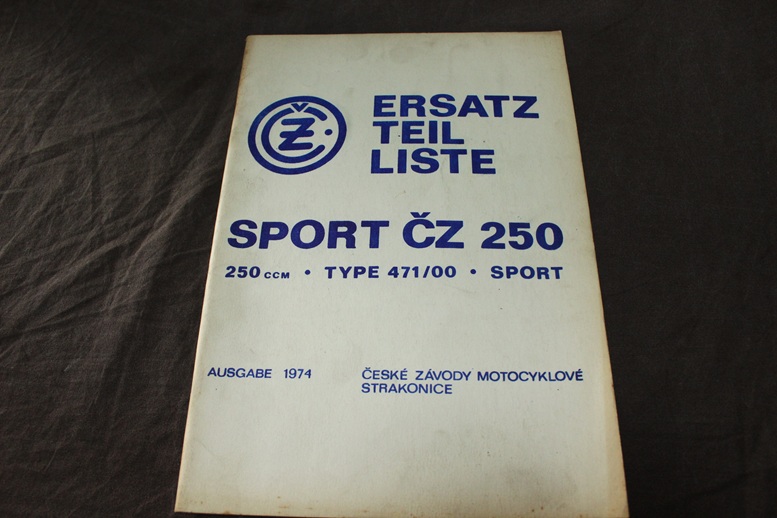 ČZ
ERSATZ
TEIL
LISTE
SPORT ČZ 250
250 CCM • TYPE 471/00 • SPORT
AUSGABE 1974
ČESKÉ ZÁVODY MOTOCYKLOVÉ
STRAKONICE